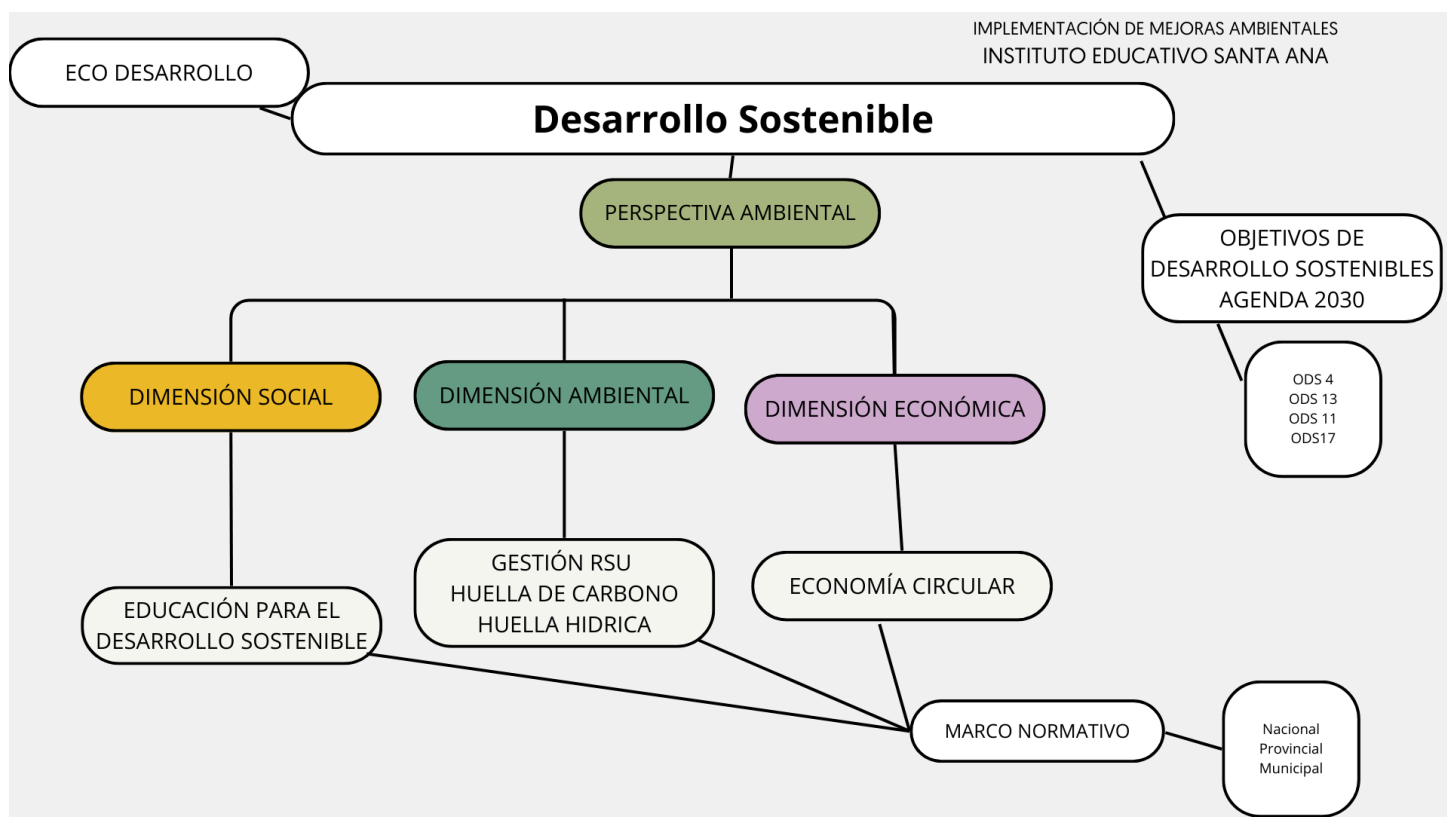 IMPLEMENTACIÓN DE MEJORAS AMBIENTALES
INSTITUTO EDUCATIVO SANTA ANA
ECO DESARROLLO
Desarrollo Sostenible
PERSPECTIVA AMBIENTAL
OBJETIVOS DE
DESARROLLO SOSTENIBLES
AGENDA 2030
ODS 4
ODS 13
ODS 11
ODS17
DIMENSIÓN SOCIAL
DIMENSIÓN AMBIENTAL
DIMENSIÓN ECONÓMICA
EDUCACIÓN PARA EL
DESARROLLO SOSTENIBLE
GESTIÓN RSU
HUELLA DE CARBONO
HUELLA HIDRICA
ECONOMÍA CIRCULAR
MARCO NORMATIVO
Nacional
Provincial
Municipal